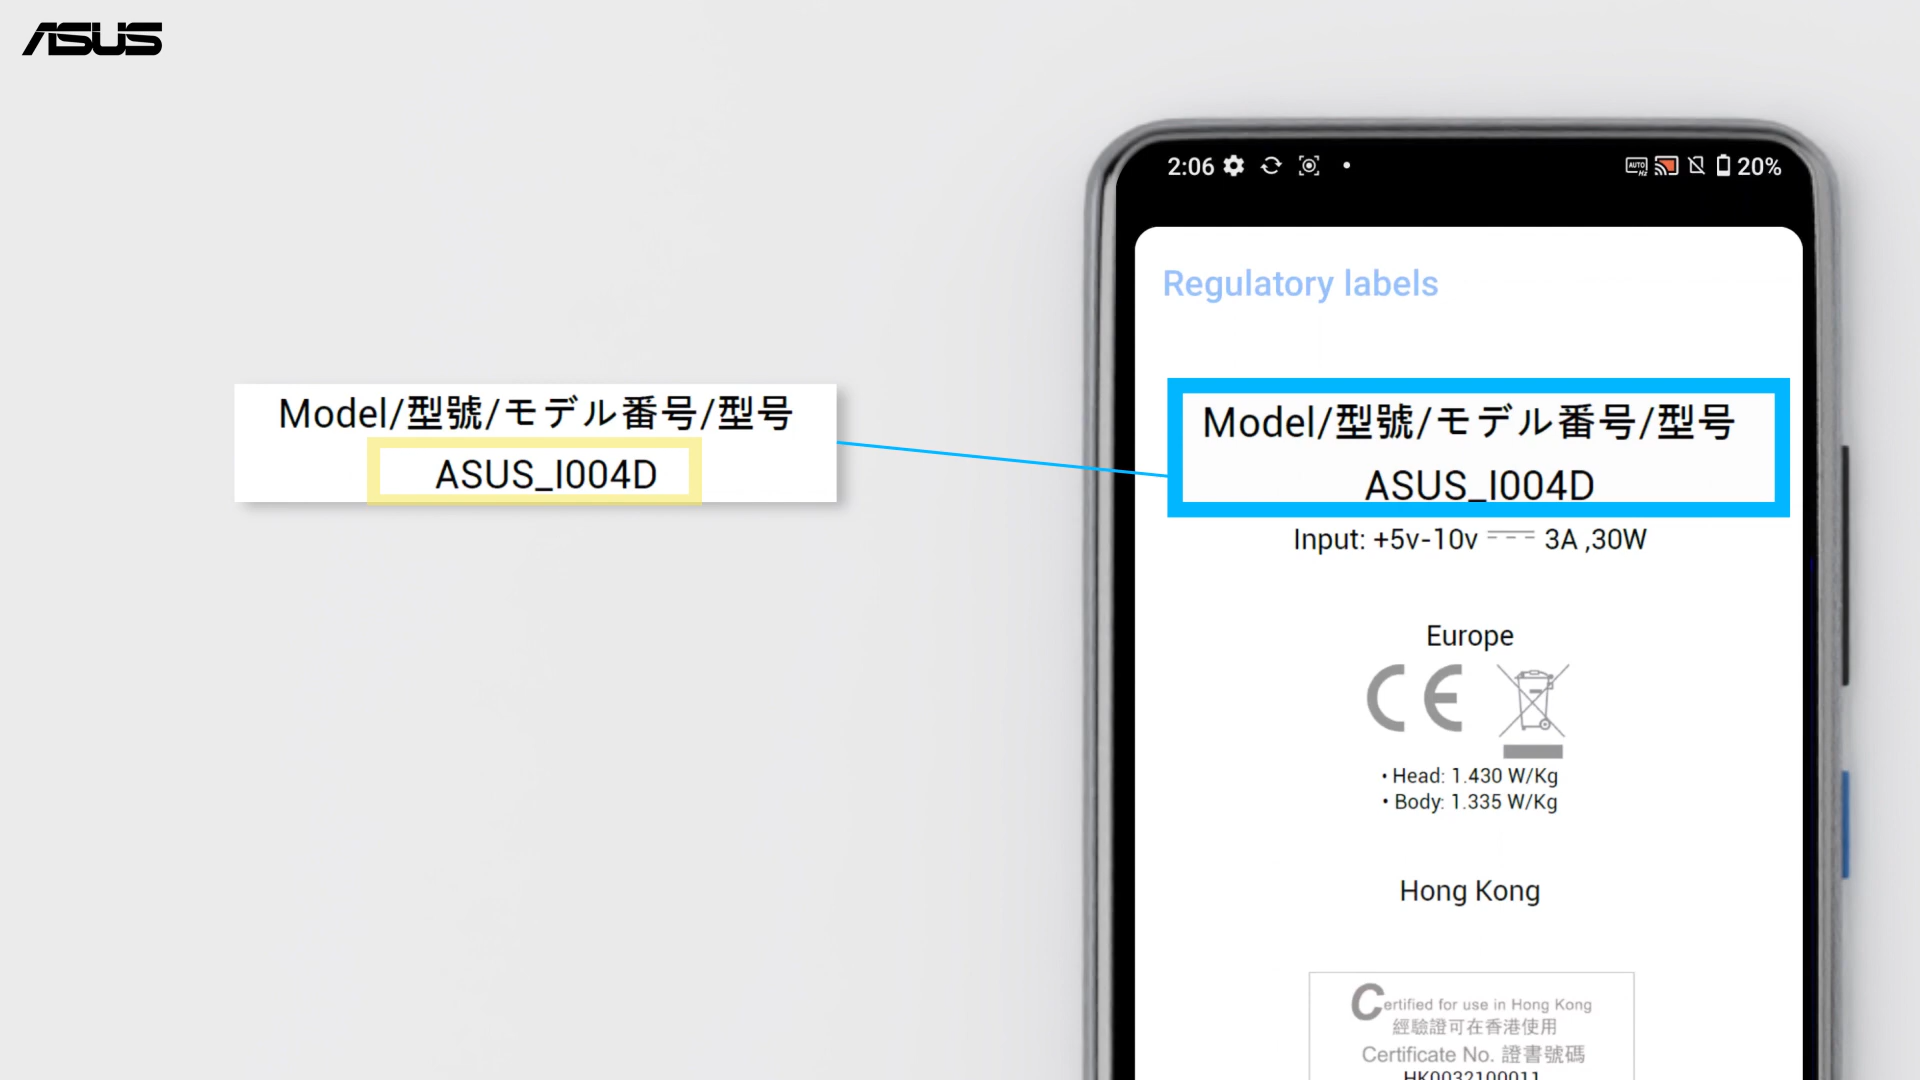 ASUS
2:06
AUTO Hz
20%
Regulatory labels
Model/型號/モデル番号/型号
ASUS_I004D
Model/型號/モデル番号/型号
ASUS_I004D
Input: +5v-10v 3A ,30W
Europe
CE
• Head: 1.430 W/Kg
• Body: 1.335 W/Kg
Hong Kong
Certified for use in Hong Kong
經驗證可在香港使用
Certificate No. 證書號碼
HK0032100011